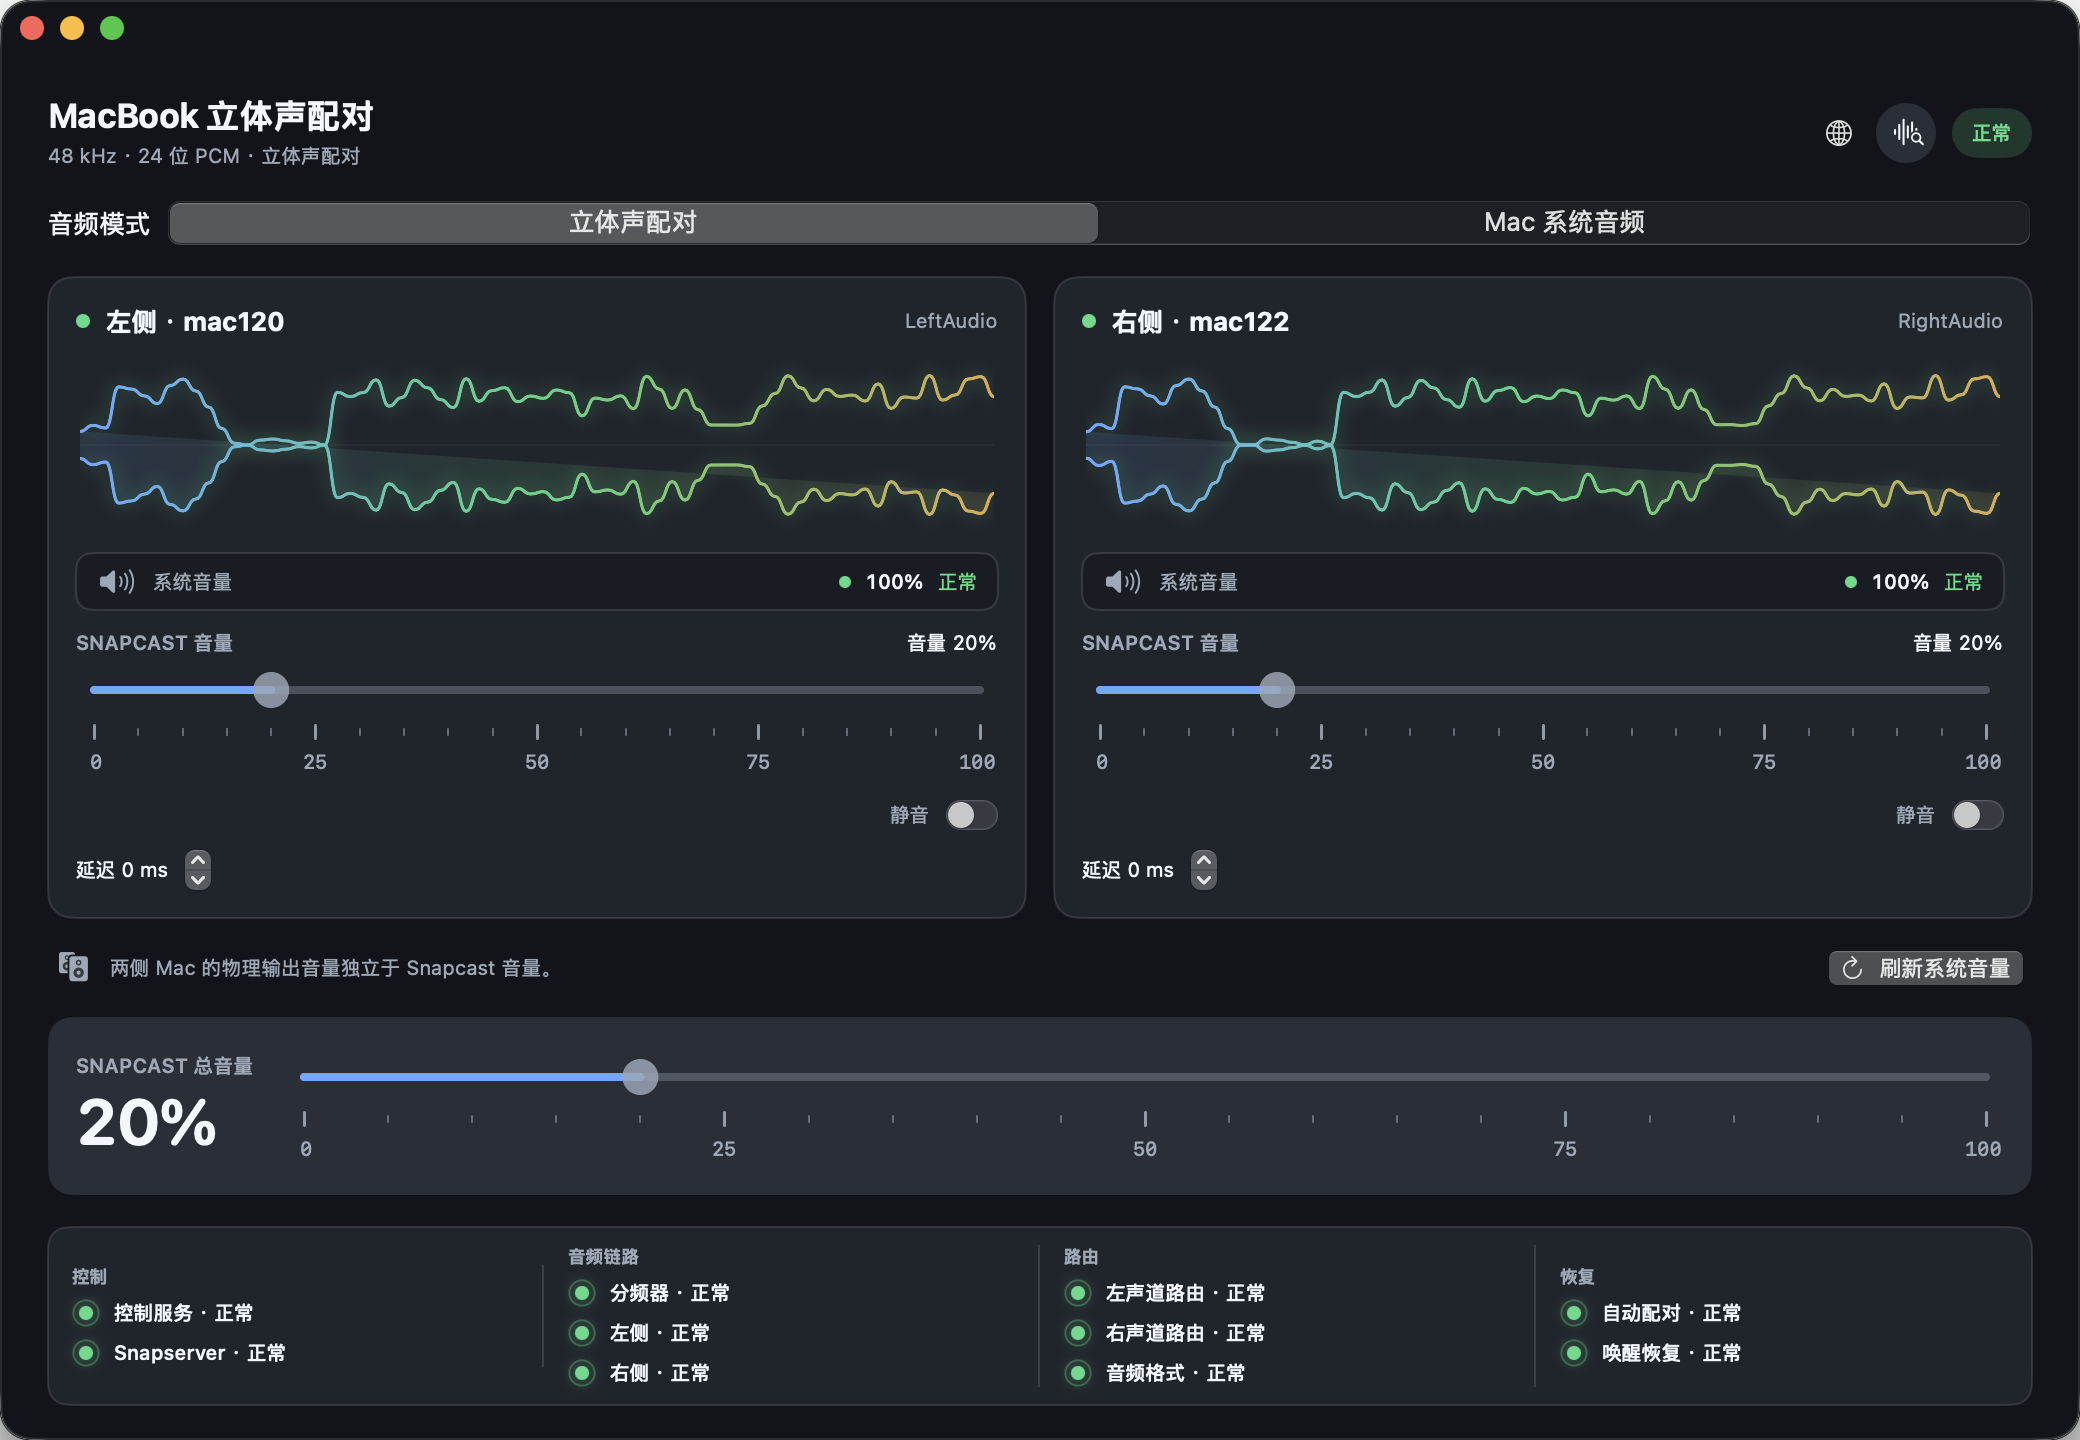 MacBook 立体声配对
48 kHz · 24 位 PCM · 立体声配对
正常
音频模式
立体声配对
Mac 系统音频
左侧 · mac120
LeftAudio
系统音量
100% 正常
SNAPCAST 音量
音量 20%
0 25 50 75 100
静音
延迟 0 ms
右侧 · mac122
RightAudio
系统音量
100% 正常
SNAPCAST 音量
音量 20%
0 25 50 75 100
静音
延迟 0 ms
两侧 Mac 的物理输出音量独立于 Snapcast 音量。
刷新系统音量
SNAPCAST 总音量
20%
0 25 50 75 100
控制
控制服务 · 正常
Snapserver · 正常
音频链路
分频器 · 正常
左侧 · 正常
右侧 · 正常
路由
左声道路由 · 正常
右声道路由 · 正常
音频格式 · 正常
恢复
自动配对 · 正常
唤醒恢复 · 正常